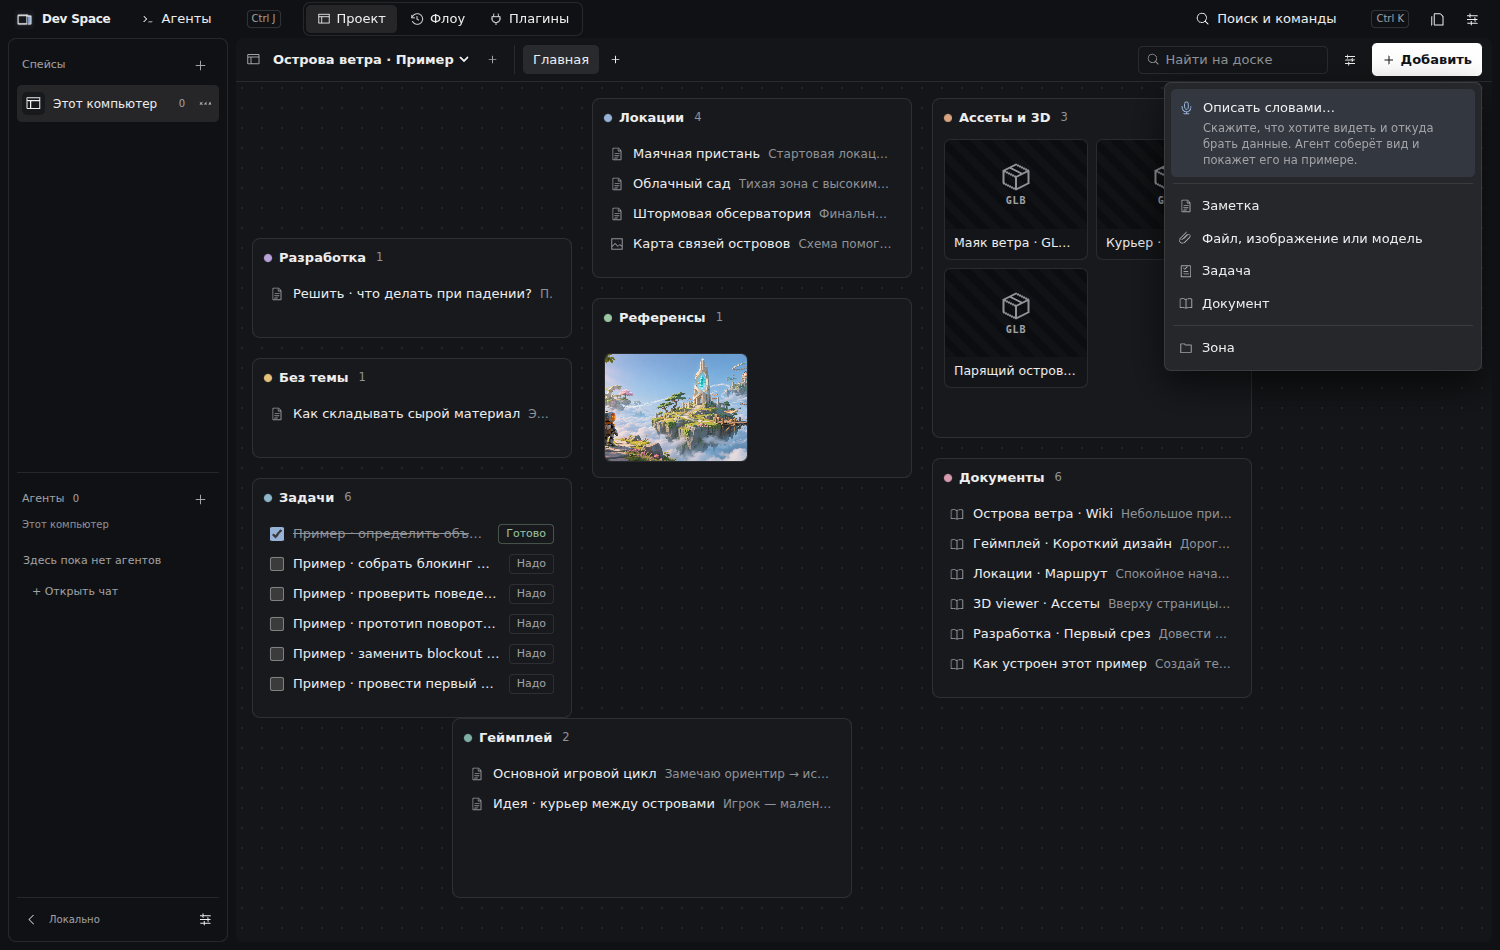 Dev Space
Агенты
Ctrl J
Проект
Флоу
Плагины
Поиск и команды
Ctrl K
Спейсы
Этот компьютер 0
Агенты 0
Этот компьютер
Здесь пока нет агентов
+ Открыть чат
Локально
Острова ветра · Пример
Главная
Найти на доске
Добавить
Разработка 1
Решить · что делать при падении? П.
Без темы 1
Как складывать сырой материал Э…
Задачи 6
Пример · определить объ… Готово
Пример · собрать блокинг … Надо
Пример · проверить поведе… Надо
Пример · прототип поворот… Надо
Пример · заменить blockout … Надо
Пример · провести первый … Надо
Локации 4
Маячная пристань Стартовая локац…
Облачный сад Тихая зона с высоким…
Штормовая обсерватория Финальн…
Карта связей островов Схема помог…
Референсы 1
Геймплей 2
Основной игровой цикл Замечаю ориентир → ис…
Идея · курьер между островами Игрок — мален…
Ассеты и 3D 3
GLB
Маяк ветра · GL…
Курьер ·
GLB
Парящий остров…
Документы 6
Острова ветра · Wiki Небольшое при…
Геймплей · Короткий дизайн Дорог…
Локации · Маршрут Спокойное нача…
3D viewer · Ассеты Вверху страницы…
Разработка · Первый срез Довести …
Как устроен этот пример Создай те…
Описать словами…
Скажите, что хотите видеть и откуда
брать данные. Агент соберёт вид и
покажет его на примере.
Заметка
Файл, изображение или модель
Задача
Документ
Зона